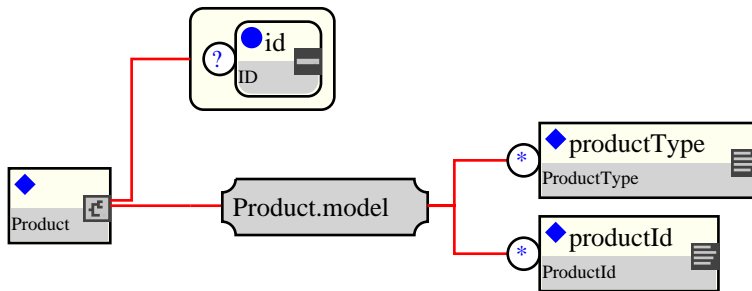 ? id
ID
* productType
ProductType
Product
Product.model
* productId
ProductId